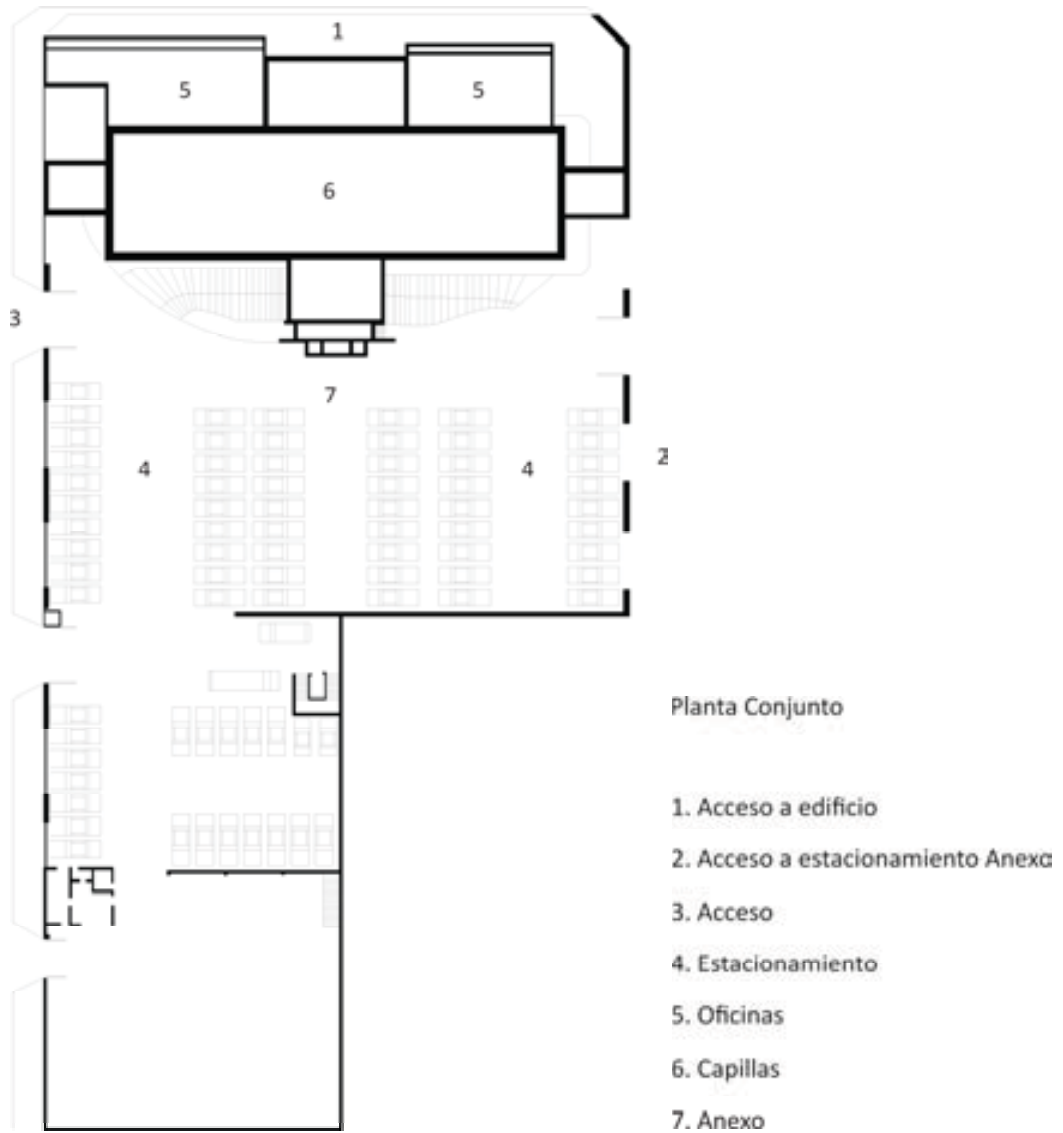 1
5
5
6
3
7
4
4
2
Planta Conjunto
1. Acceso a edificio
2. Acceso a estacionamiento Anexo
3. Acceso
4. Estacionamiento
5. Oficinas
6. Capillas
7. Anexo